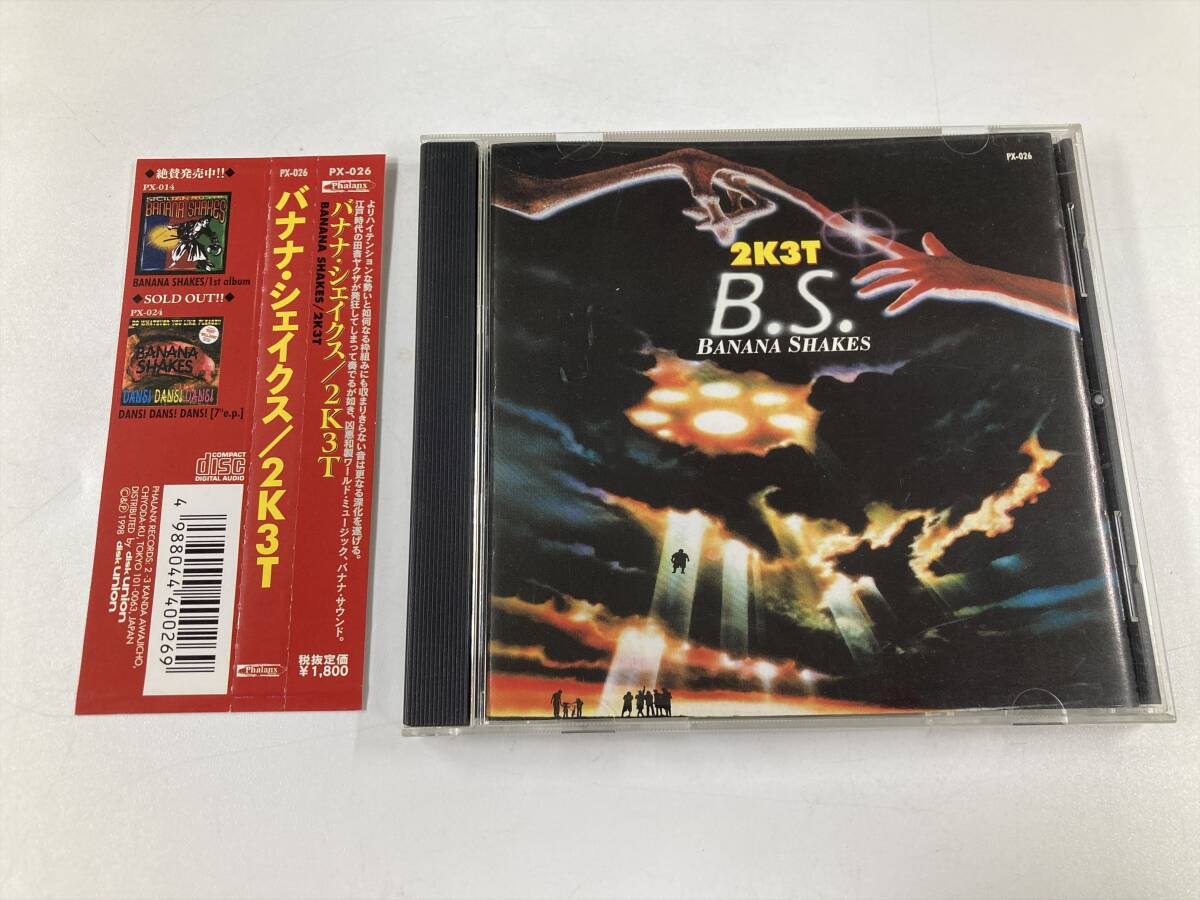 ◆絶賛発売中!!◆
PX-014
BANANA SHAKES
BANANA SHAKES/1st album
◆SOLD OUT!!◆
PX-024
DO WHATEVER YOU LIKE, PLEASE!!
BANANA SHAKES
DANS! DANS! DANS!
DANS! DANS! DANS! [7"e.p.]
COMPACT
disc
DIGITAL AUDIO
4 988044 400269
PHALANX RECORDS: 2 -3 KANDA AWAJICHO,
CHIYODA-KU, TOKYO 101-0063, JAPAN
DISTRIBUTED by disk union
©&℗ 1998 disk union
PX-026
バナナ・シェイクス/2K3T
Phalanx
PX-026
Phalanx
よりハイテンションな勢いと如何なる枠組みにも収まりきらない音は更なる深化を遂げる。
江戸時代の田舎ヤクザが発狂してしまって奏でるが如き、凶悪和製ワールド・ミュージック、バナナ・サウンド。
バナナ・シェイクス/2K3T
BANANA SHAKES/2K3T
税抜定価
¥1,800
PX-026
2K3T
B.S.
BANANA SHAKES